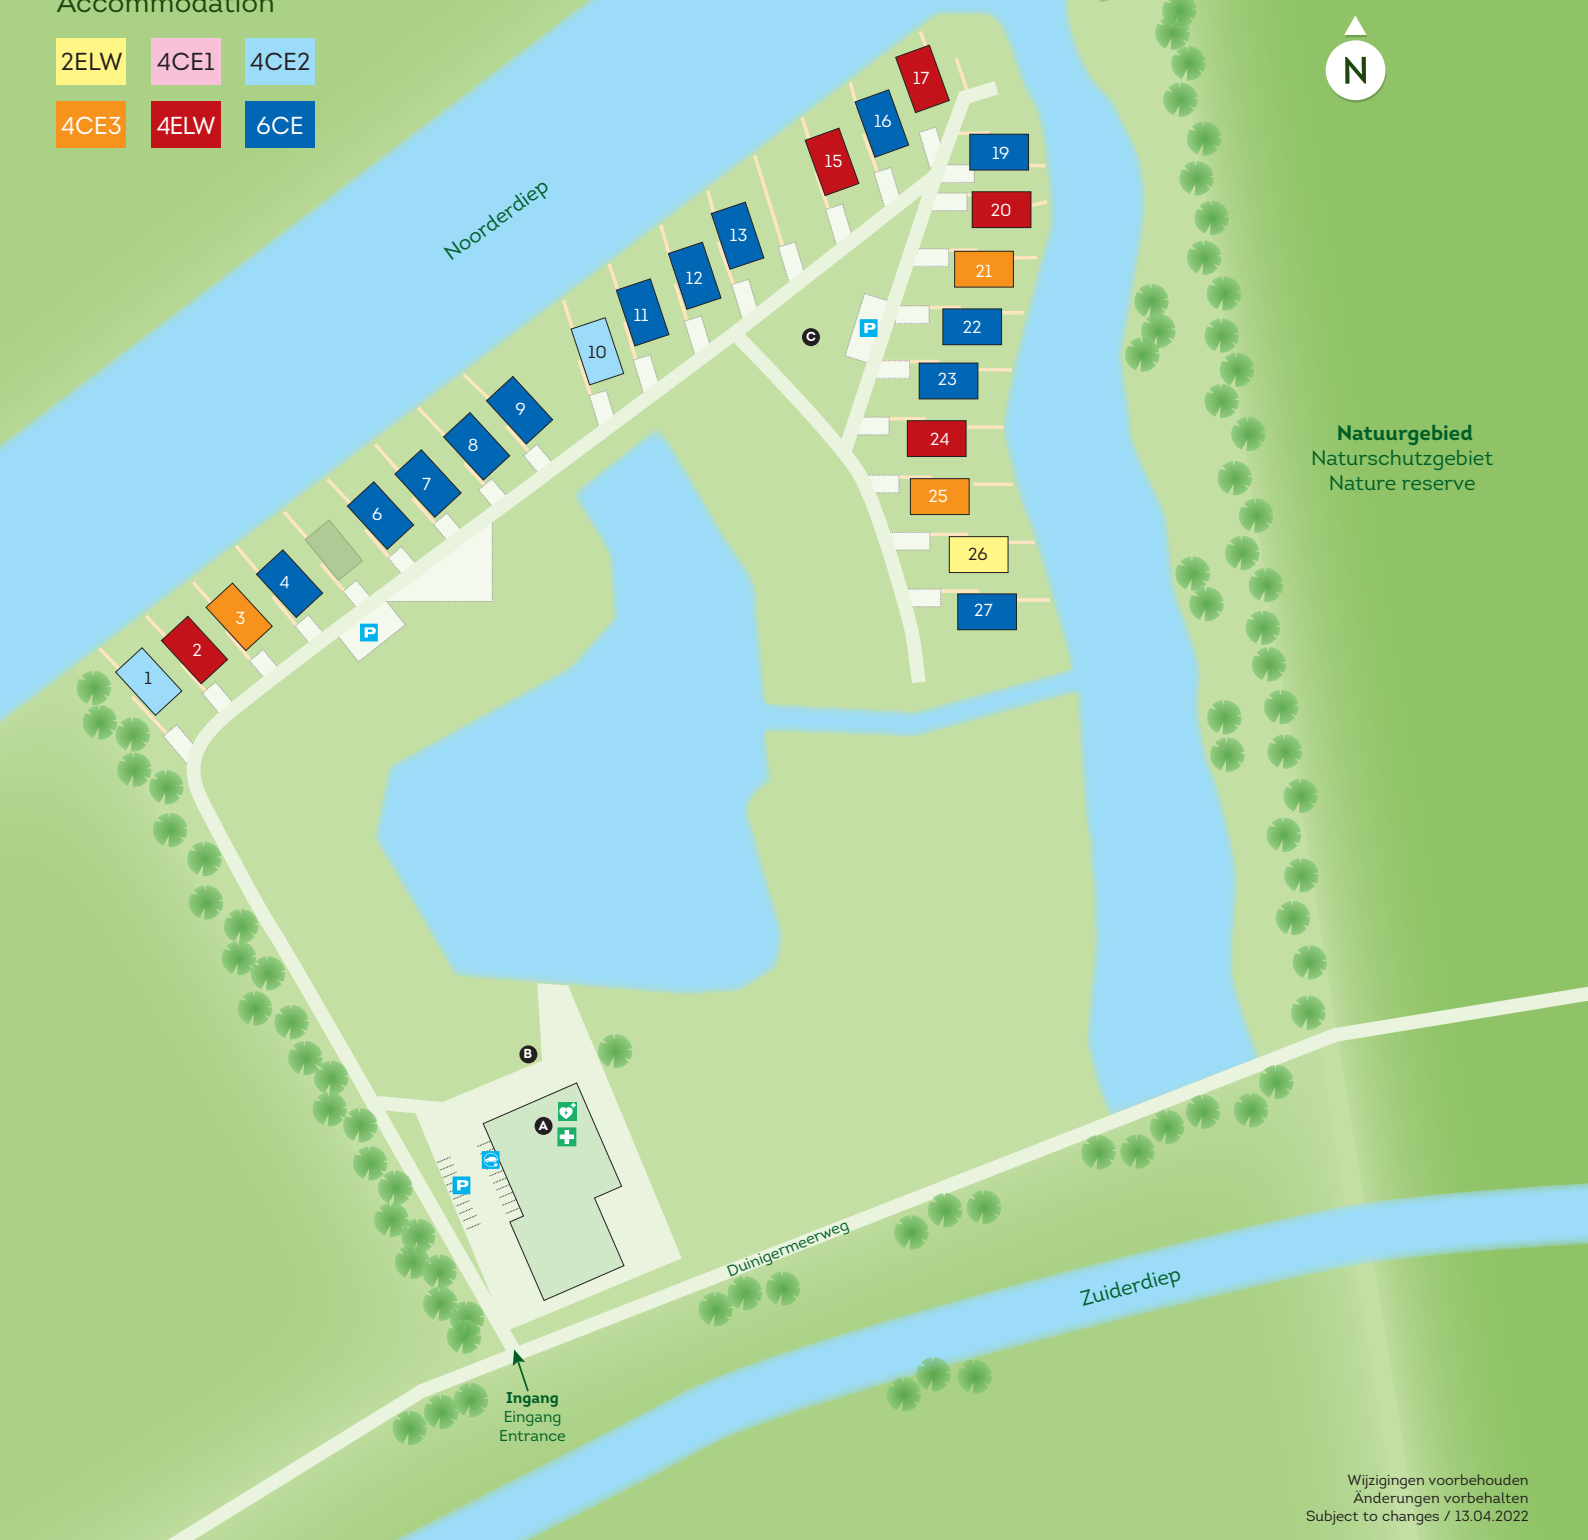 Accommodation
2ELW 4CE1 4CE2
4CE3 4ELW 6CE
N
Noorderdiep
17
16
15
19
20
13
12
11
10
21
C
P
22
23
9
8
7
6
24
25
4
3
2
1
P
26
27
Natuurgebied
Naturschutzgebiet
Nature reserve
B
A
P
Duinigermeerweg
Zuiderdiep
Ingang
Eingang
Entrance
Wijzigingen voorbehouden
Änderungen vorbehalten
Subject to changes / 13.04.2022